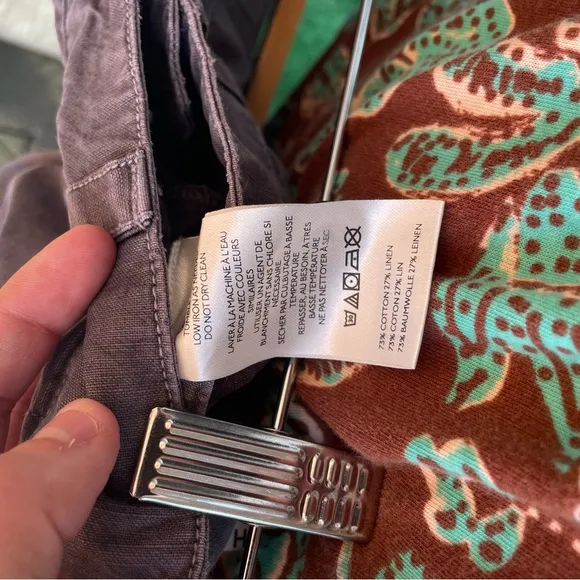 LOW IRON AS
DO NOT DRY CLEAN
LAVER À LA MACHINE À L'EAU
FROIDE AVEC COULEURS
SIMILAIRES
UTILISER UN AGENT DE
BLANCHIMENT SANS CHLORE SI
NÉCESSAIRE.
SECHER PAR CULBUTAGE À BASSE
TEMPÉRATURE
REPASSER, AU BESOIN, À TRÈS
BASSE TEMPÉRATURE
NE PAS NETTOYER À SEC
73% COTTON 27% LINEN
73% COTON 27% LIN
73% BAUMWOLLE 27% LEINEN